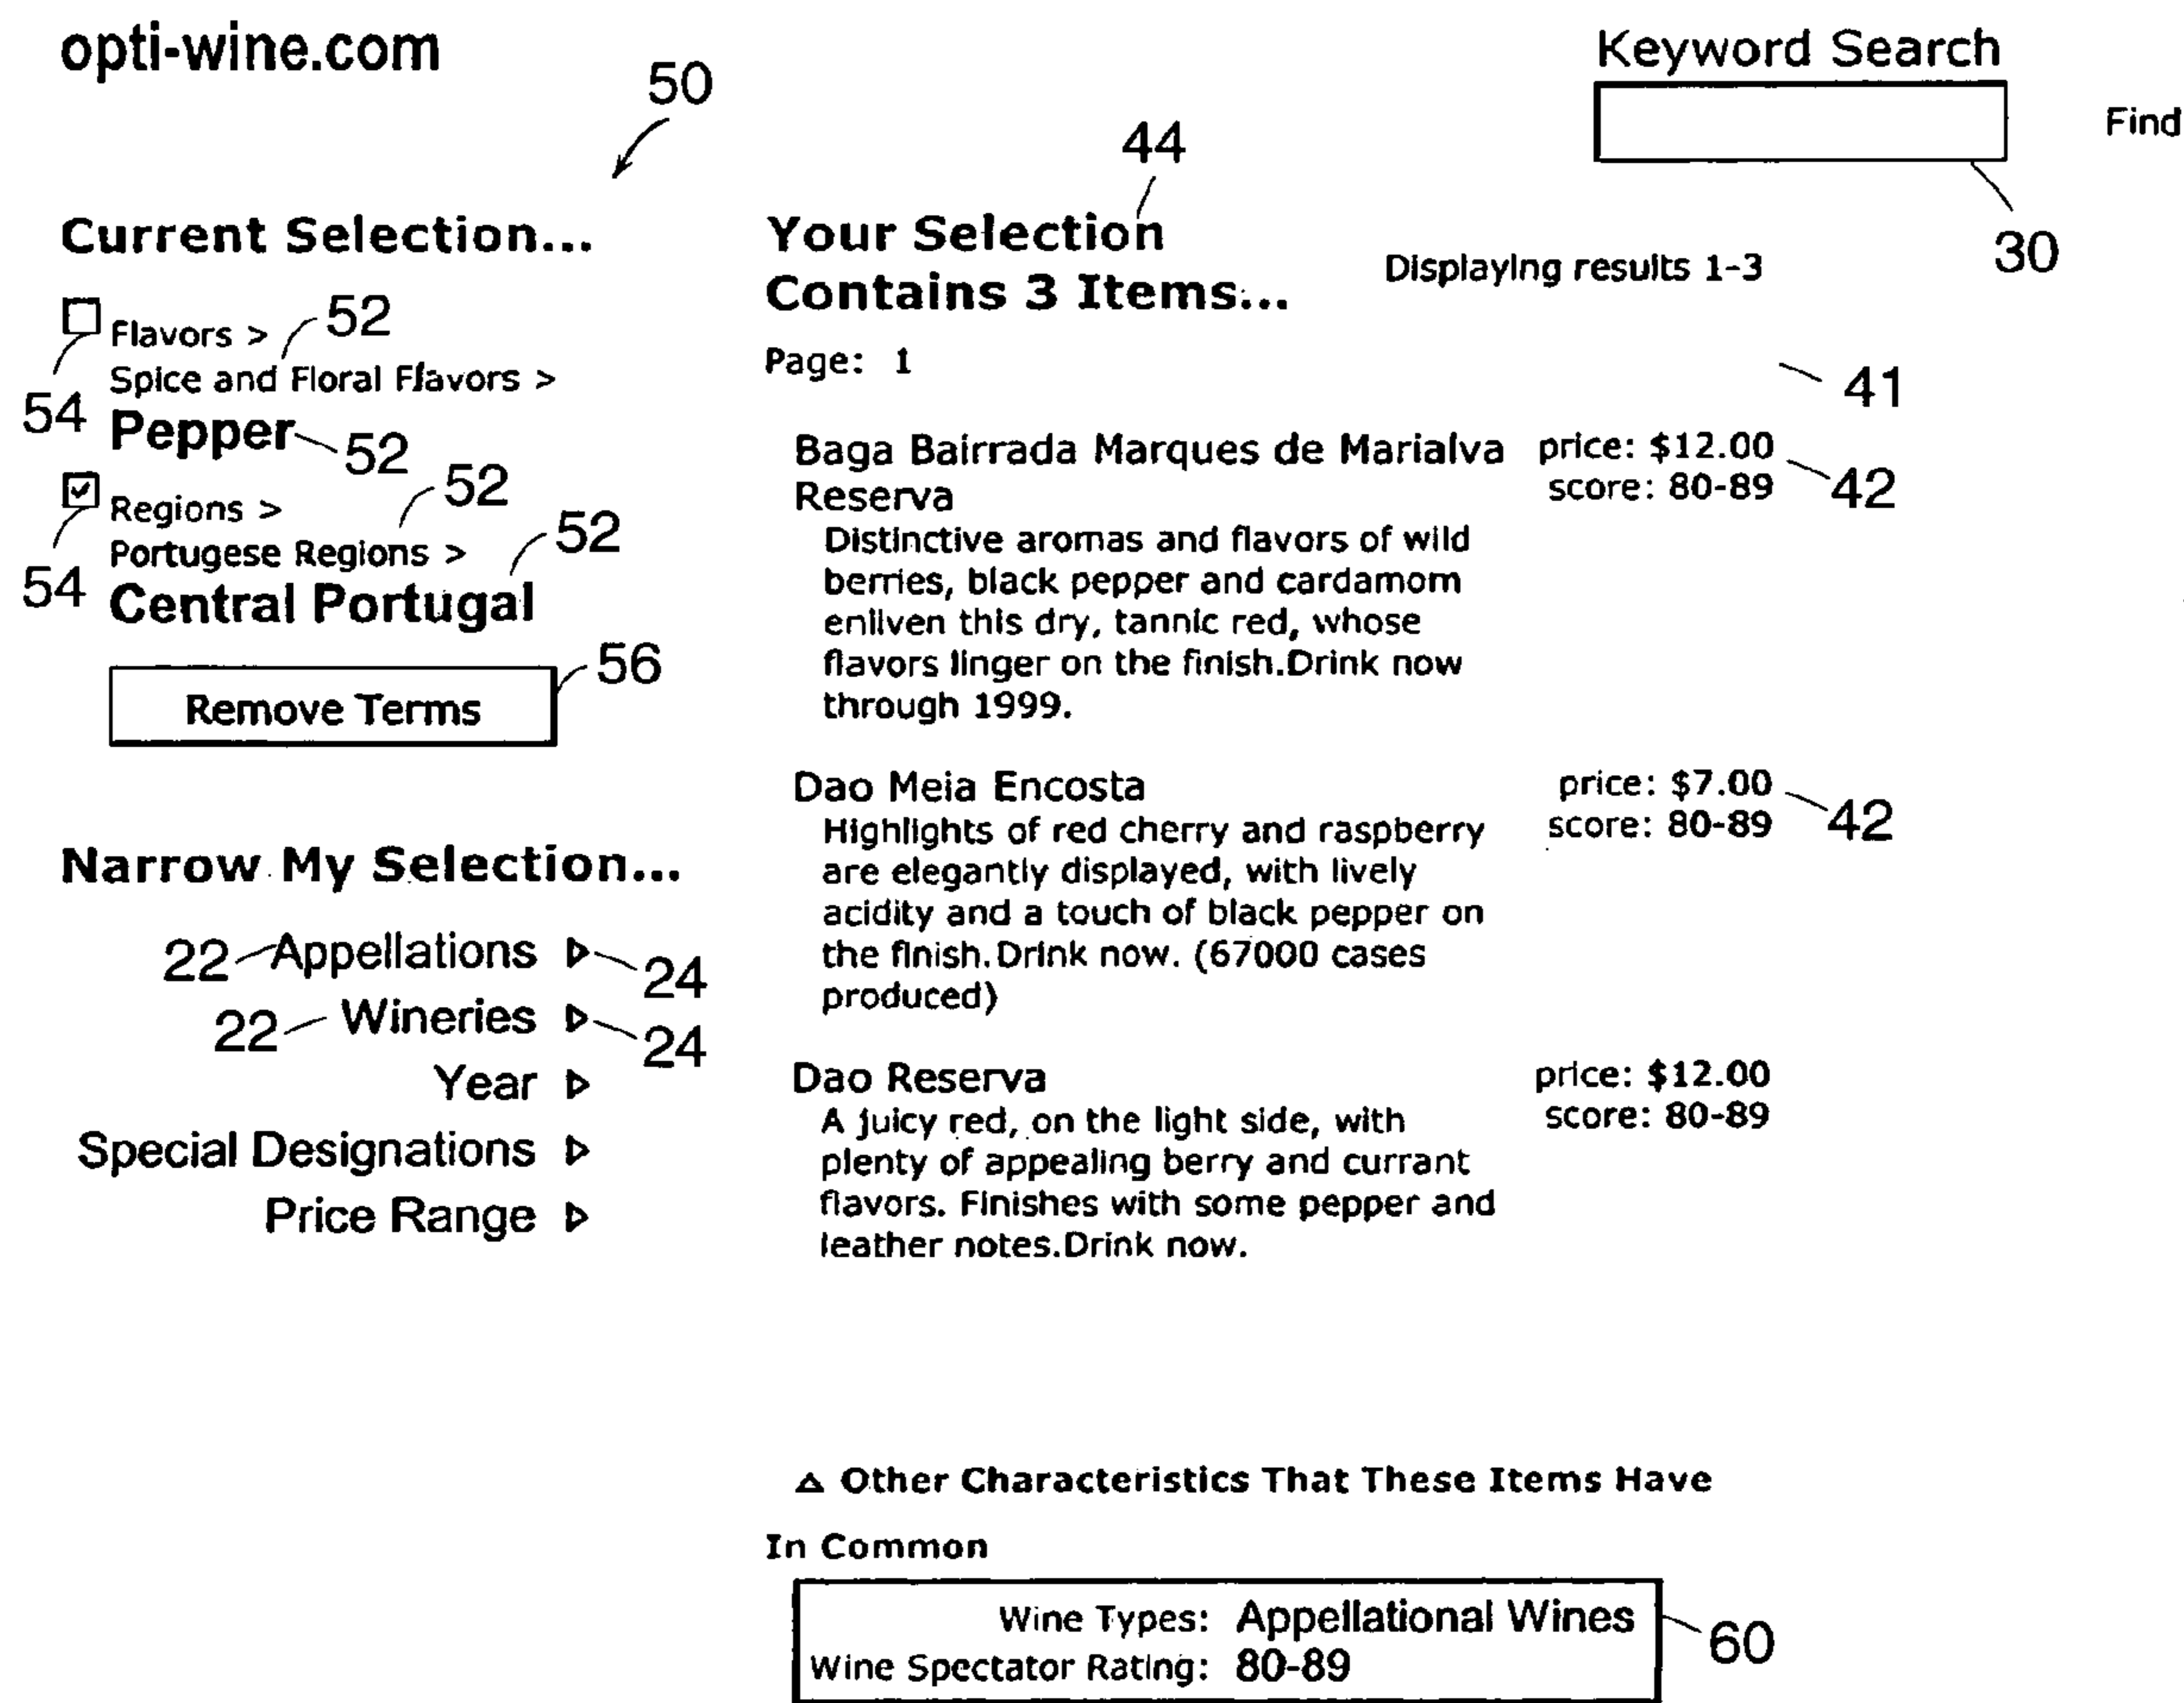 opti-wine.com
50
Keyword Search
Find
30
Current Selection...
Flavors >
52
Spice and Floral Flavors >
54
Pepper
52
Regions >
52
Portugese Regions >
52
54
Central Portugal
Remove Terms
56
Narrow My Selection...
22
Appellations
24
22
Wineries
24
Year
Special Designations
Price Range
44
Your Selection
Contains 3 Items...
Displaying results 1-3
Page: 1
41
Baga Bairrada Marques de Marialva
Reserva
price: $12.00
score: 80-89
42
Distinctive aromas and flavors of wild
berries, black pepper and cardamom
enliven this dry, tannic red, whose
flavors linger on the finish.Drink now
through 1999.
Dao Meia Encosta
price: $7.00
score: 80-89
42
Highlights of red cherry and raspberry
are elegantly displayed, with lively
acidity and a touch of black pepper on
the finish.Drink now. (67000 cases
produced)
Dao Reserva
price: $12.00
score: 80-89
A juicy red, on the light side, with
plenty of appealing berry and currant
flavors. Finishes with some pepper and
leather notes.Drink now.
Other Characteristics That These Items Have
In Common
Wine Types: Appellational Wines
Wine Spectator Rating: 80-89
60